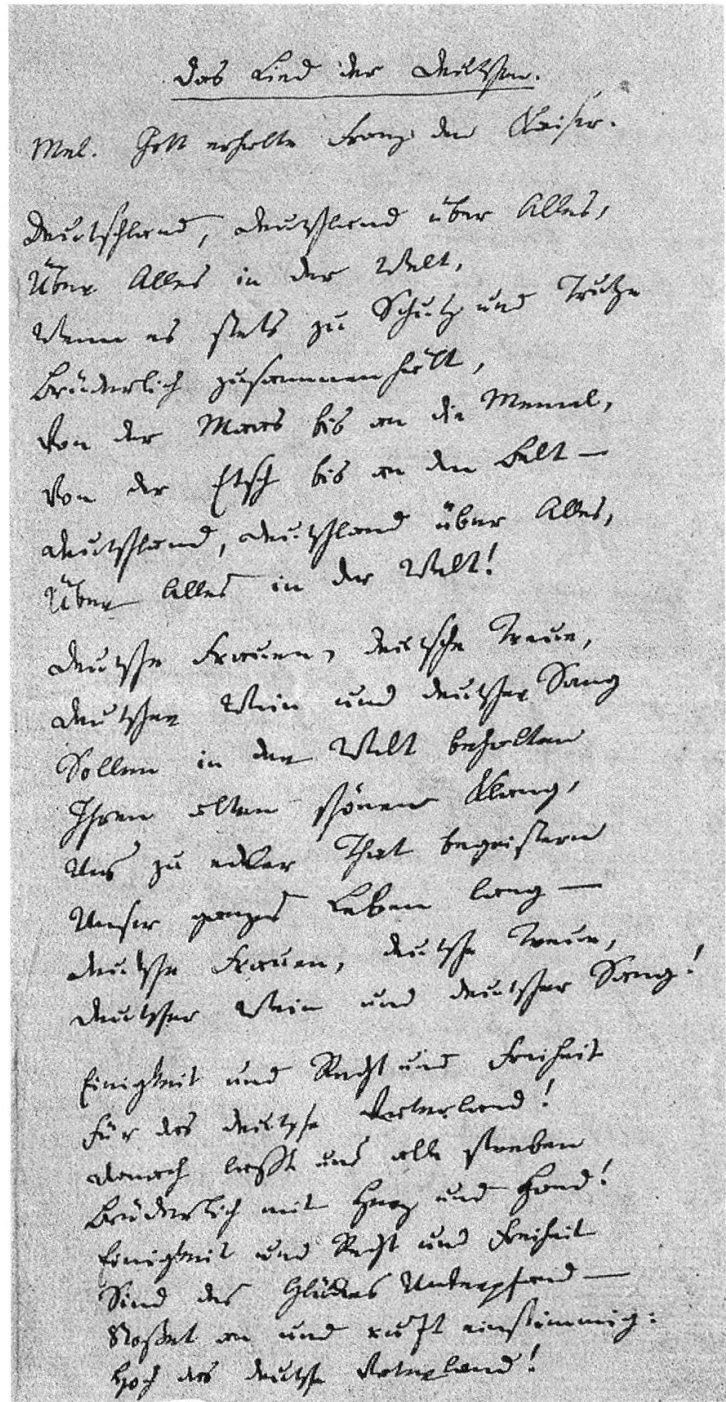 Das Lied der Deutschen.
Mel. Gott erhalte Franz den Kaiser.
Deutschland, Deutschland über Alles,
Über Alles in der Welt,
Wenn es stets zu Schutz und Trutze
Brüderlich zusammenhält,
Von der Maas bis an die Memel,
Von der Etsch bis an den Belt —
Deutschland, Deutschland über Alles,
Über Alles in der Welt!
Deutsche Frauen, deutsche Treue,
Deutscher Wein und deutscher Sang
Sollen in der Welt behalten
Ihren alten schönen Klang,
Uns zu edler That begeistern
Unser ganzes Leben lang —
Deutsche Frauen, deutsche Treue,
Deutscher Wein und deutscher Sang!
Einigkeit und Recht und Freiheit
Für das deutsche Vaterland!
Danach laßt uns alle streben
Brüderlich mit Herz und Hand!
Einigkeit und Recht und Freiheit
Sind des Glückes Unterpfand —
Stoßet an und ruft einstimmig:
Hoch das deutsche Vaterland!